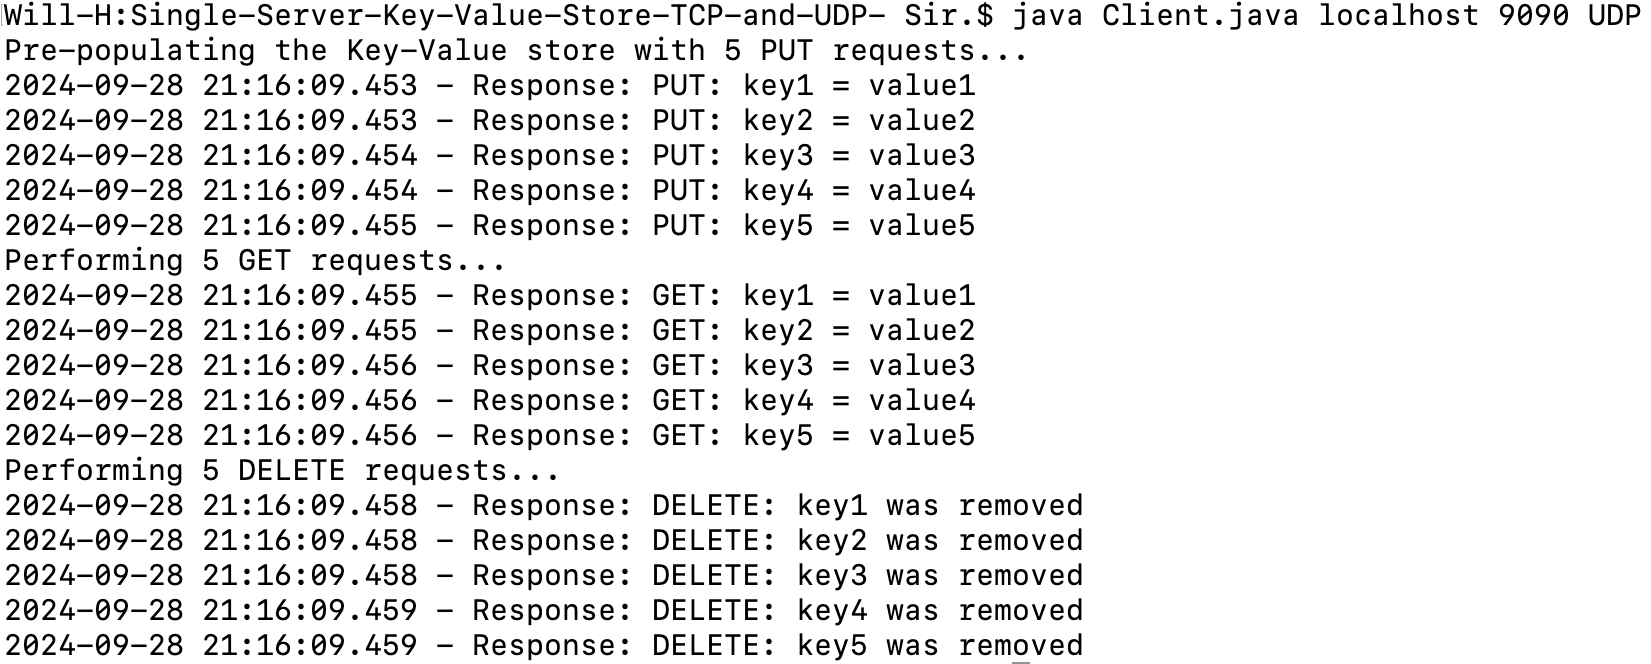 Will-H:Single-Server-Key-Value-Store-TCP-and-UDP- Sir.$ java Client.java localhost 9090 UDP
Pre-populating the Key-Value store with 5 PUT requests...
2024-09-28 21:16:09.453 - Response: PUT: key1 = value1
2024-09-28 21:16:09.453 - Response: PUT: key2 = value2
2024-09-28 21:16:09.454 - Response: PUT: key3 = value3
2024-09-28 21:16:09.454 - Response: PUT: key4 = value4
2024-09-28 21:16:09.455 - Response: PUT: key5 = value5
Performing 5 GET requests...
2024-09-28 21:16:09.455 - Response: GET: key1 = value1
2024-09-28 21:16:09.455 - Response: GET: key2 = value2
2024-09-28 21:16:09.456 - Response: GET: key3 = value3
2024-09-28 21:16:09.456 - Response: GET: key4 = value4
2024-09-28 21:16:09.456 - Response: GET: key5 = value5
Performing 5 DELETE requests...
2024-09-28 21:16:09.458 - Response: DELETE: key1 was removed
2024-09-28 21:16:09.458 - Response: DELETE: key2 was removed
2024-09-28 21:16:09.458 - Response: DELETE: key3 was removed
2024-09-28 21:16:09.459 - Response: DELETE: key4 was removed
2024-09-28 21:16:09.459 - Response: DELETE: key5 was removed